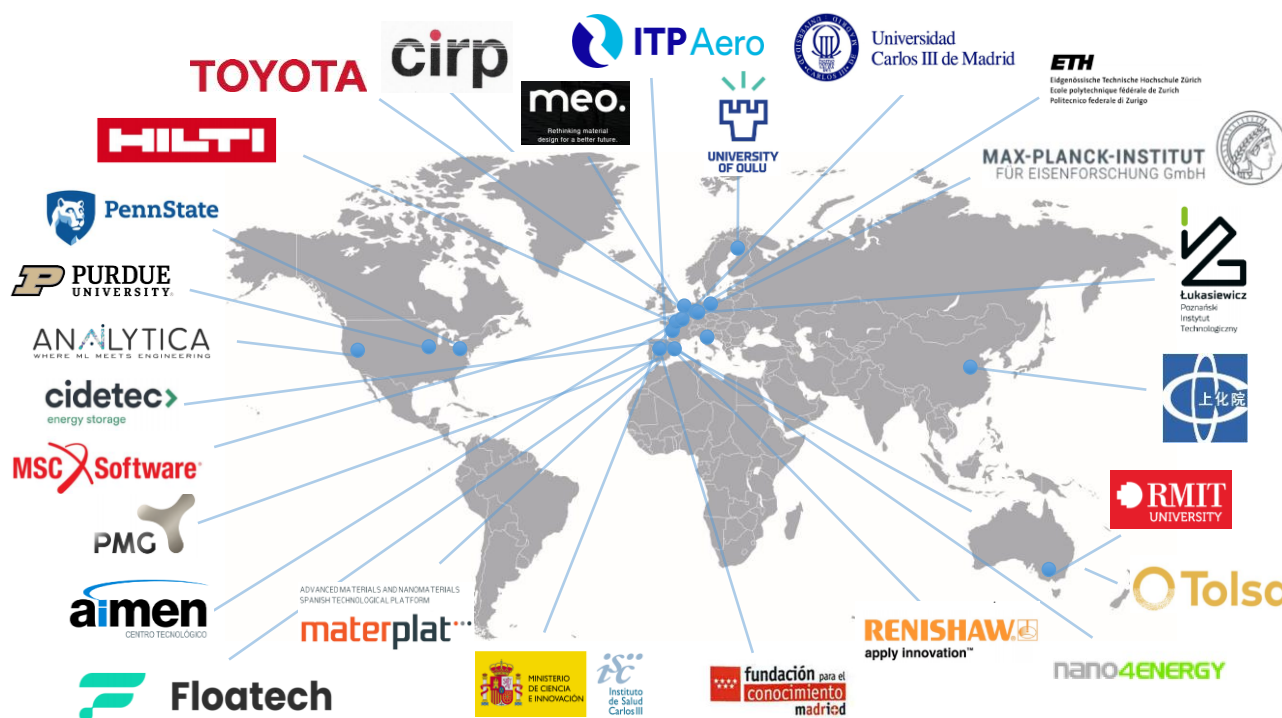 cirp
ITP Aero
Universidad
Carlos III de Madrid
TOYOTA
ETH
Eidgenössische Technische Hochschule Zürich
Ecole polytechnique fédérale de Zurich
Politecnico federale di Zurigo
meo.
Rethinking material
design for a better future.
UNIVERSITY
OF OULU
HILTI
MAX-PLANCK-INSTITUT
FÜR EISENFORSCHUNG GmbH
PennState
PURDUE
UNIVERSITY®
Łukasiewicz
Poznański
Instytut
Technologiczny
ANAiLYTICA
WHERE ML MEETS ENGINEERING
cidetec>
energy storage
上化院
MSC Software®
RMIT
UNIVERSITY
PMG
Tolsa
aimen
CENTRO TECNOLÓGICO
ADVANCED MATERIALS AND NANOMATERIALS
SPANISH TECHNOLOGICAL PLATFORM
materplat
RENISHAW
apply innovation™
nano4ENERGY
Floatech
MINISTERIO
DE CIENCIA
E INNOVACIÓN
isc
Instituto
de Salud
Carlos III
fundación para el
conocimiento
madrid